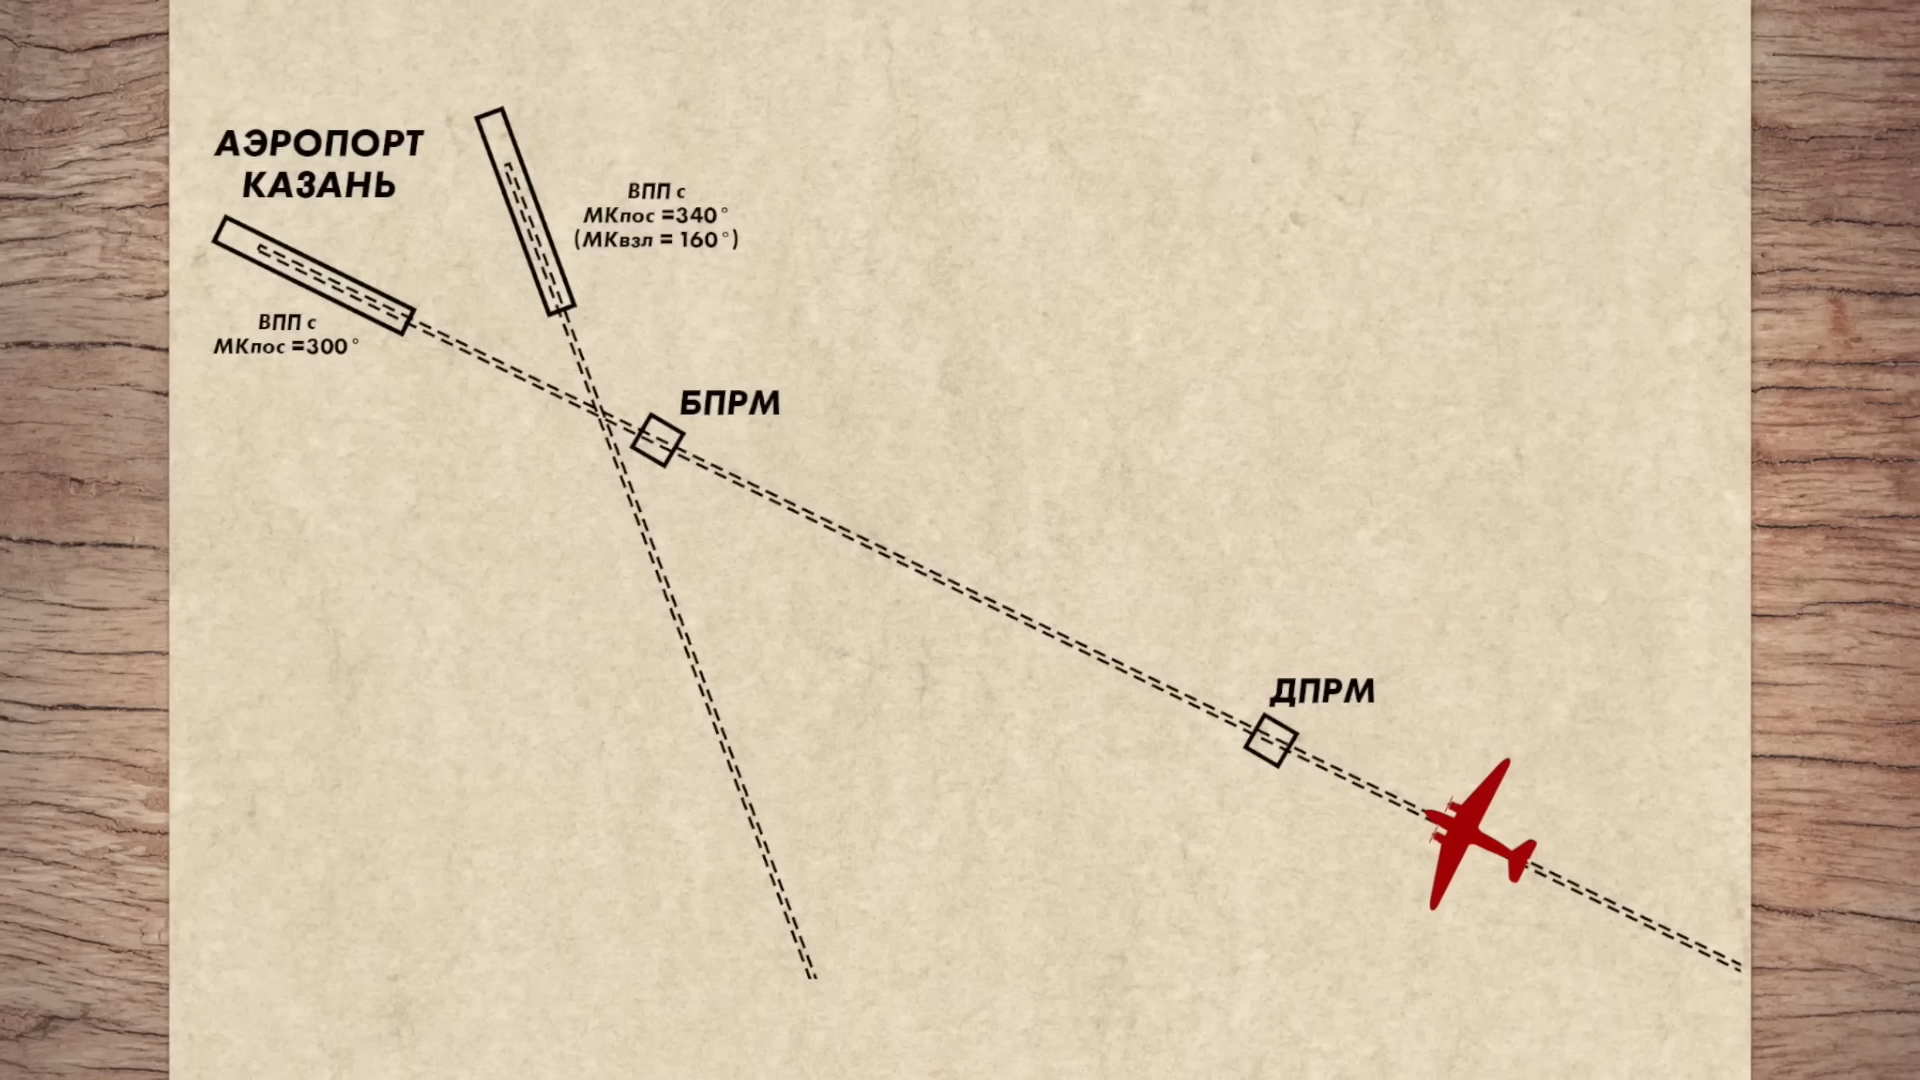 АЭРОПОРТ
КАЗАНЬ
ВПП с
МКпос =340°
(МКвзл = 160°)
ВПП с
МКпос =300°
БПРМ
ДПРМ